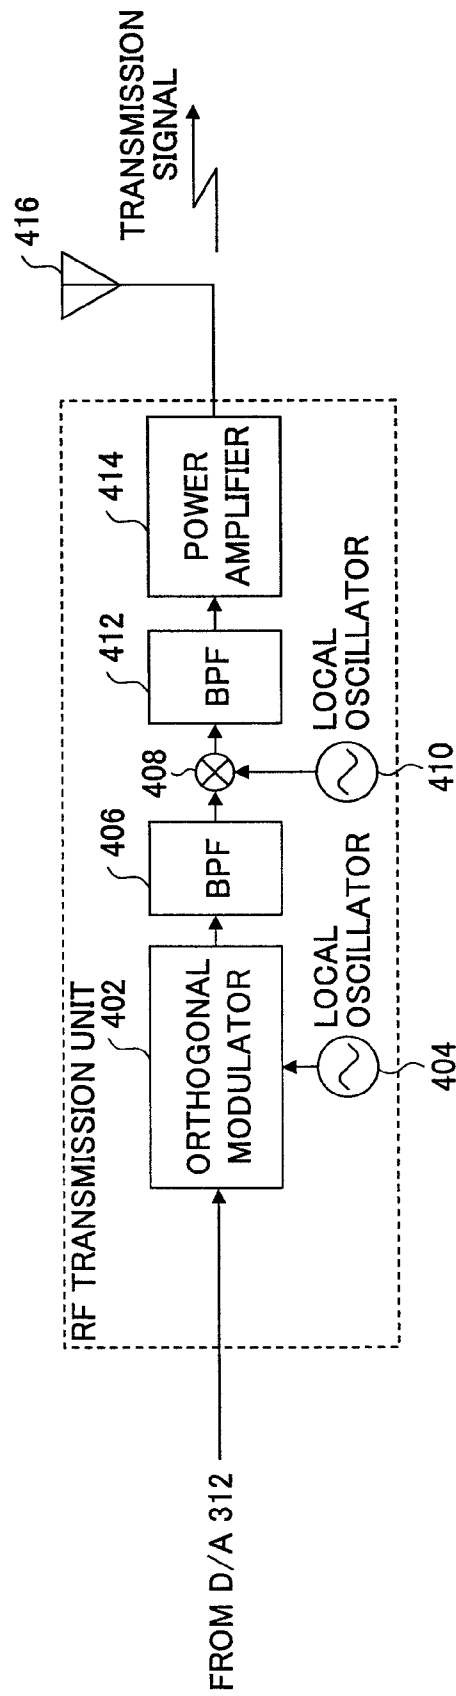 FROM D/A 312
RF TRANSMISSION UNIT
402
ORTHOGONAL
MODULATOR
LOCAL
OSCILLATOR
404
406
BPF
408
LOCAL
OSCILLATOR
410
412
BPF
414
POWER
AMPLIFIER
416
TRANSMISSION
SIGNAL